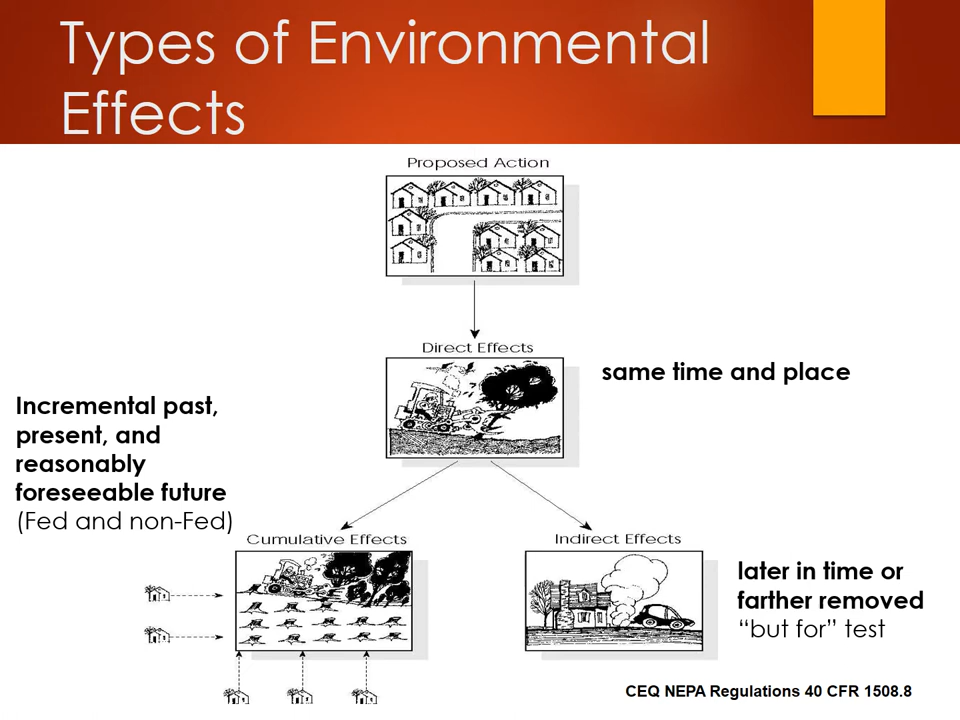 Types of Environmental
Effects
Proposed Action
Direct Effects
same time and place
Incremental past,
present, and
reasonably
foreseeable future
(Fed and non-Fed)
Cumulative Effects
Indirect Effects
later in time or
farther removed
“but for” test
CEQ NEPA Regulations 40 CFR 1508.8